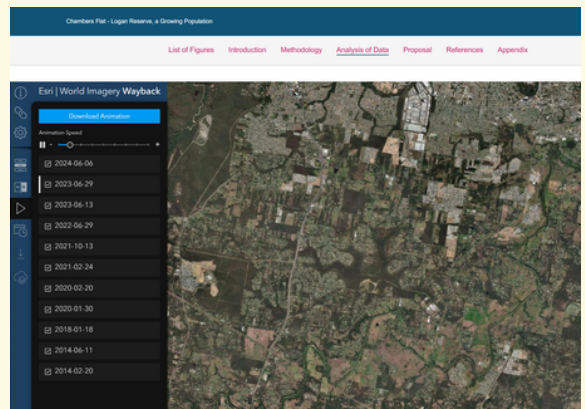 Chambers Flat - Logan Reserve, a Growing Population
List of Figures Introduction Methodology Analysis of Data Proposal References Appendix
Esri | World Imagery Wayback
Download Animation
Animation Speed
- +
2024-06-06
2023-06-29
2023-06-13
2022-06-29
2021-10-13
2021-02-24
2020-02-20
2020-01-30
2018-01-18
2014-06-11
2014-02-20